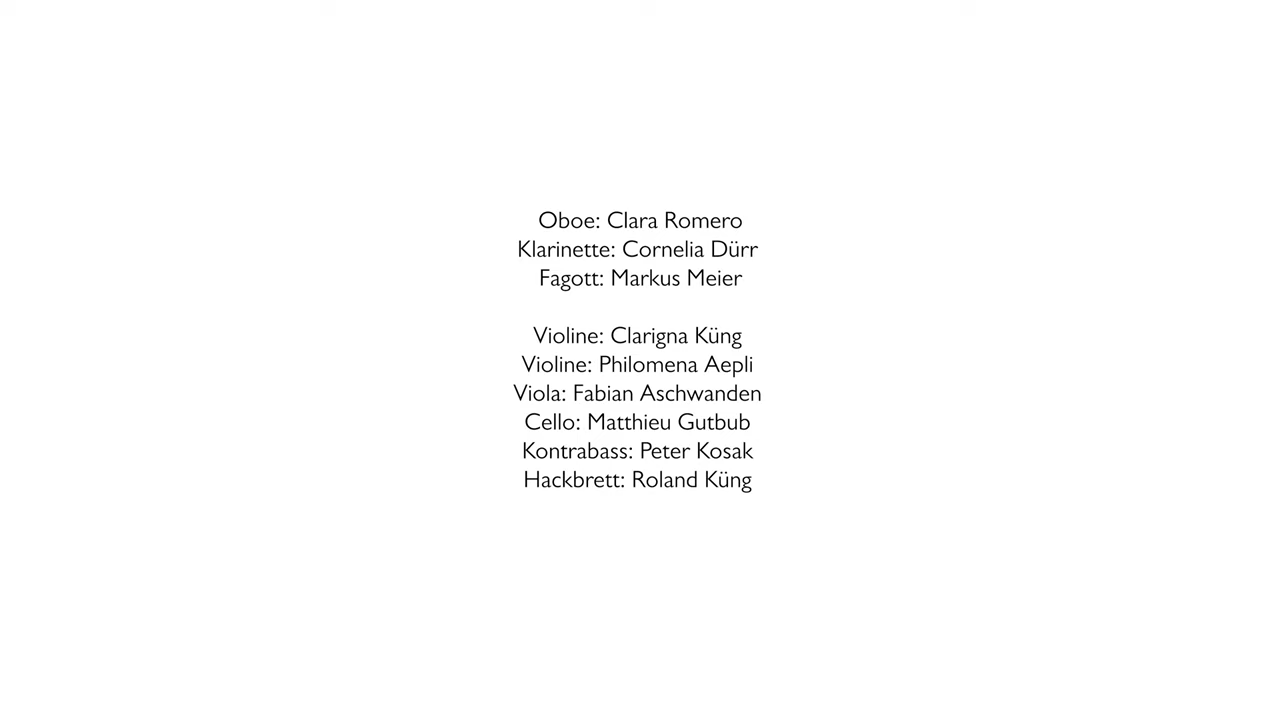 Oboe: Clara Romero
Klarinette: Cornelia Dürr
Fagott: Markus Meier
Violine: Clarigna Küng
Violine: Philomena Aepli
Viola: Fabian Aschwanden
Cello: Matthieu Gutbub
Kontrabass: Peter Kosak
Hackbrett: Roland Küng